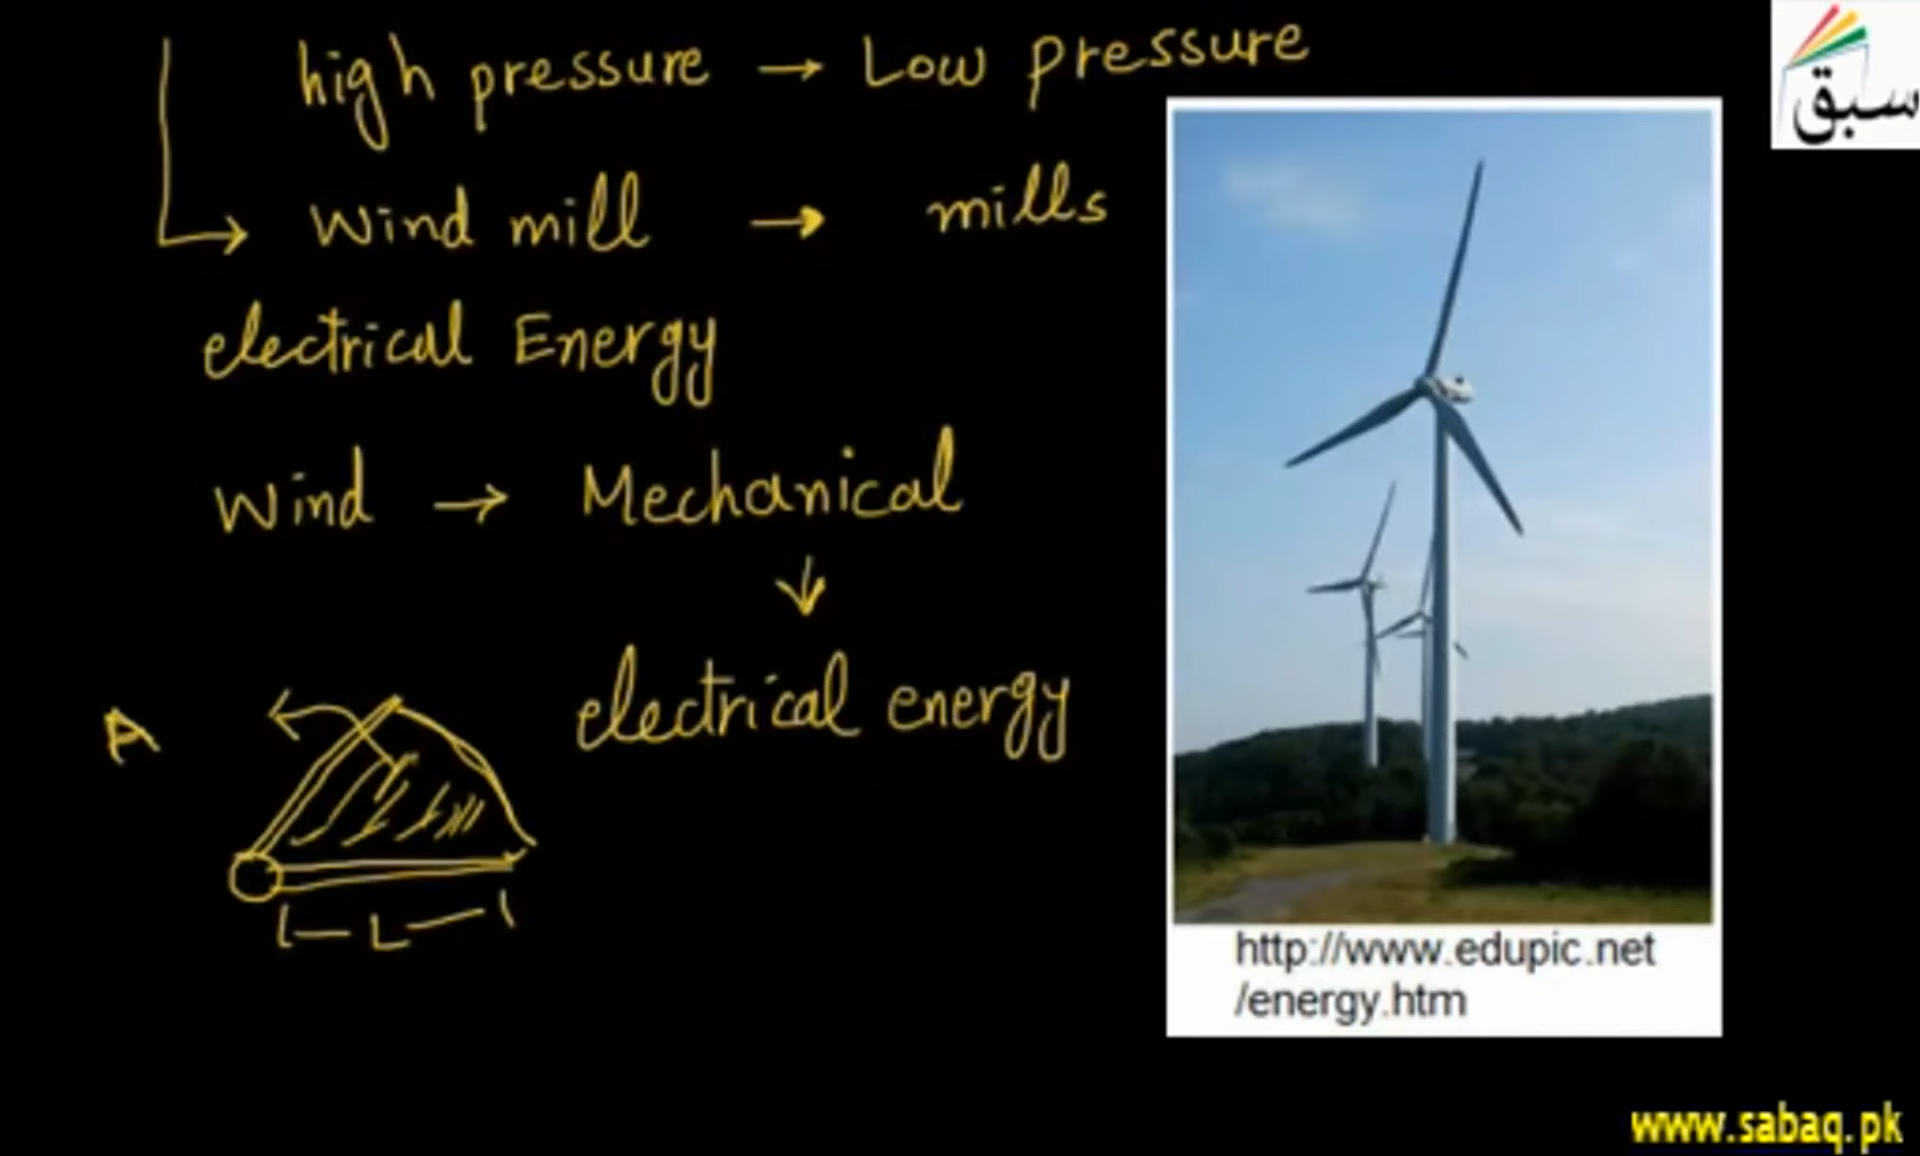 high pressure → Low pressure
سبق
Wind mill → mills
electrical Energy
Wind → Mechanical
↓
electrical energy
A
L
http://www.edupic.net
/energy.htm
www.sabaq.pk